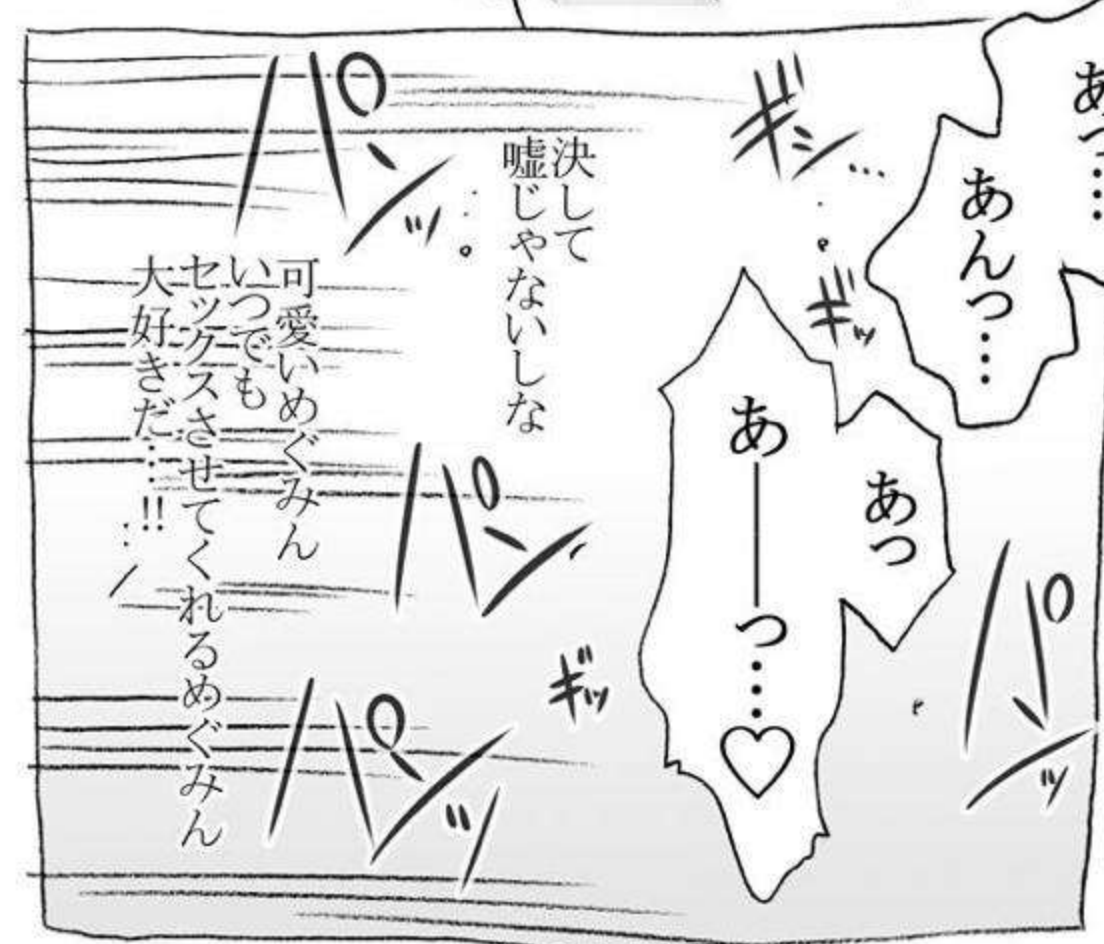 あっ…
あんっ……
ギシ…
ギッ
あっ
あ――っ……♡
パンッ
決して
嘘じゃないしな
パンッ
パン
ギッ
パンッ
可愛いめぐみん
いつでも
セックスさせてくれるめぐみん
大好きだ…!!